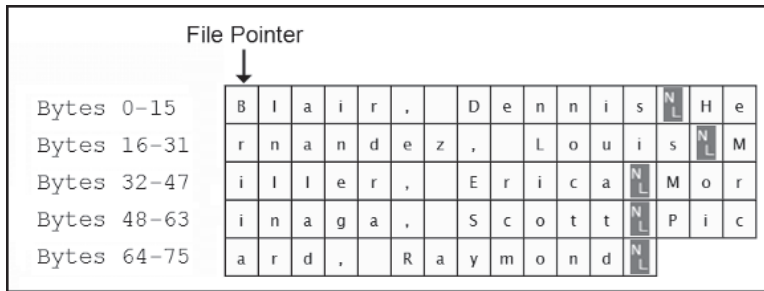 File Pointer
Bytes 0-15 B l a i r , D e n n i s NL H e
Bytes 16-31 r n a n d e z , L o u i s NL M
Bytes 32-47 i l l e r , E r i c a NL M o r
Bytes 48-63 i n a g a , S c o t t NL P i c
Bytes 64-75 a r d , R a y m o n d NL